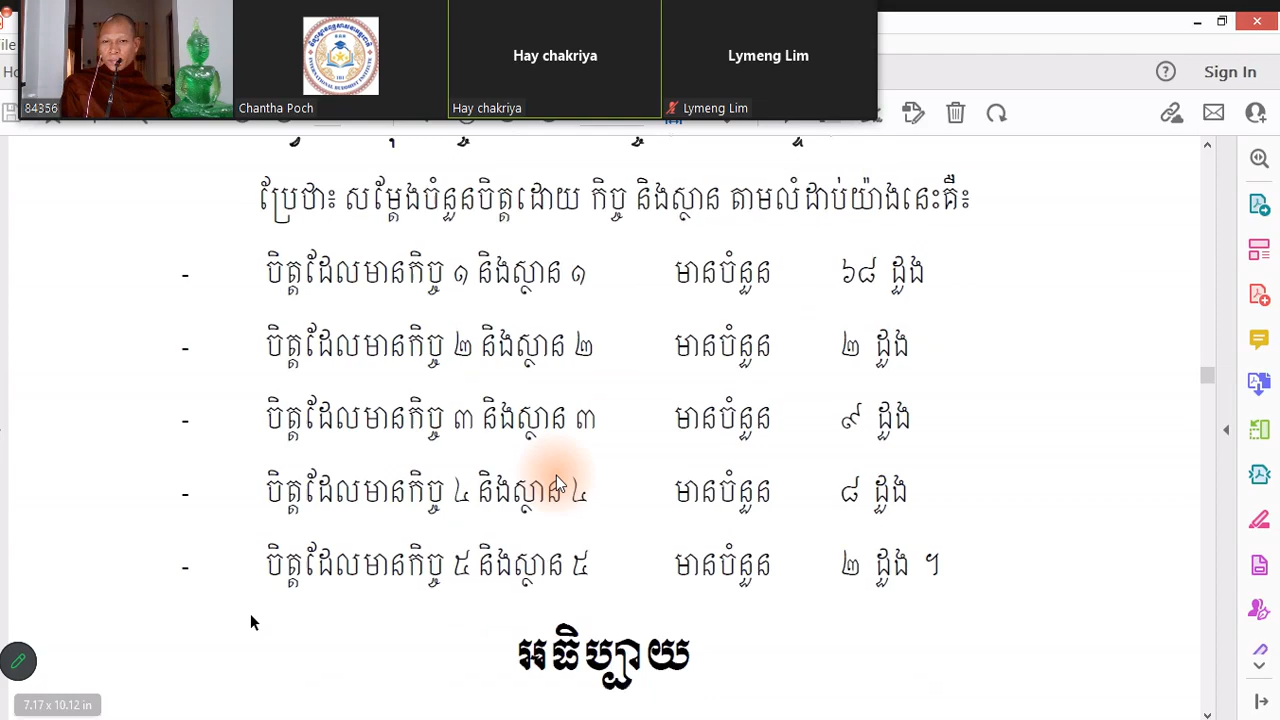 84356
Chantha Poch
Hay chakriya
Hay chakriya
Lymeng Lim
Lymeng Lim
Sign In
ប្រែថា៖ សម្ដែងចំនួនចិត្តដោយ កិច្ច និងស្ថាន តាមលំដាប់យ៉ាងនេះគឺ៖
- ចិត្តដែលមានកិច្ច ១ និងស្ថាន ១ មានចំនួន ៦៨ ដួង
- ចិត្តដែលមានកិច្ច ២ និងស្ថាន ២ មានចំនួន ២ ដួង
- ចិត្តដែលមានកិច្ច ៣ និងស្ថាន ៣ មានចំនួន ៩ ដួង
- ចិត្តដែលមានកិច្ច ៤ និងស្ថាន ៤ មានចំនួន ៨ ដួង
- ចិត្តដែលមានកិច្ច ៥ និងស្ថាន ៥ មានចំនួន ២ ដួង ។
អធិប្បាយ
7.17 x 10.12 in